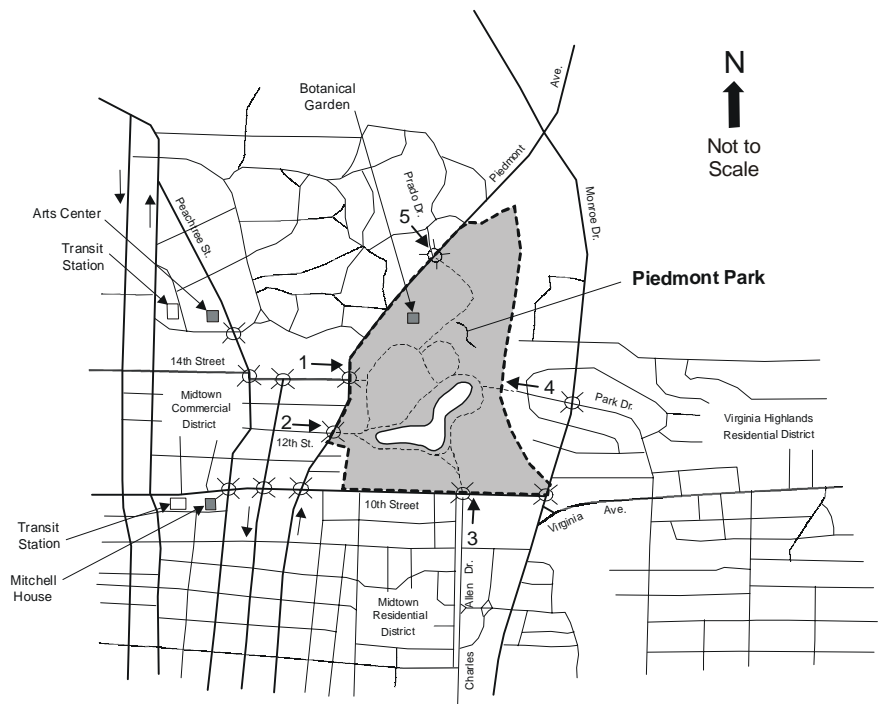 N
Not to
Scale
Botanical
Garden
Ave.
Piedmont
Prado Dr.
5
Monroe Dr.
Peachtree St.
Arts Center
Transit
Station
Piedmont Park
14th Street
1
4
Midtown
Commercial
District
Park Dr.
2
12th St.
Virginia Highlands
Residential District
10th Street
Virginia
Ave.
Transit
Station
3
Mitchell
House
Midtown
Residential
District
Charles
Allen Dr.